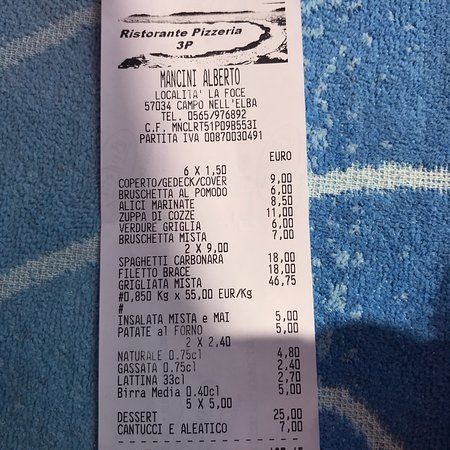 Ristorante Pizzeria
3P
MANCINI ALBERTO
LOCALITA' LA FOCE
57034 CAMPO NELL'ELBA
TEL. 0565/976892
C.F. MNCLRT51P09B553I
PARTITA IVA 00870030491
EURO
6 X 1,50
COPERTO/GEDECK/COVER 9,00
BRUSCHETTA AL POMODO 6,00
ALICI MARINATE 8,50
ZUPPA DI COZZE 11,00
VERDURE GRIGLIA 6,00
BRUSCHETTA MISTA 7,00
2 X 9,00
SPAGHETTI CARBONARA 18,00
FILETTO BRACE 18,00
GRIGLIATA MISTA 46,75
#0,850 Kg x 55,00 EUR/Kg
#
INSALATA MISTA e MAI 5,00
PATATE al FORNO 5,00
2 X 2,40
NATURALE 0.75cl 4,80
GASSATA 0.75cl 2,40
LATTINA 33cl 2,70
Birra Media 0.40cl 5,00
5 X 5,00
DESSERT 25,00
CANTUCCI E ALEATICO 7,00